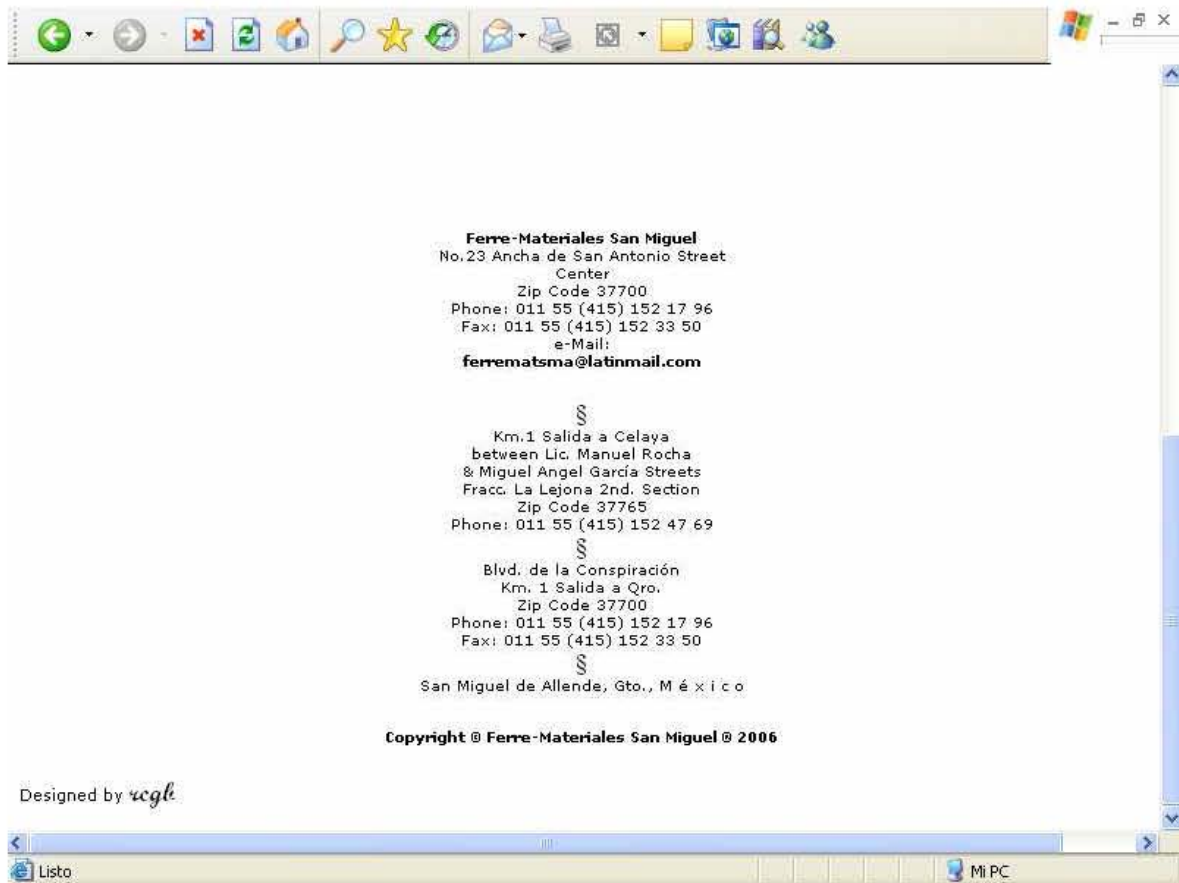 Ferre-Materiales San Miguel
No.23 Ancha de San Antonio Street
Center
Zip Code 37700
Phone: 011 55 (415) 152 17 96
Fax: 011 55 (415) 152 33 50
e-Mail:
ferrematsma@latinmail.com
§
Km.1 Salida a Celaya
between Lic. Manuel Rocha
& Miguel Angel García Streets
Fracc. La Lejona 2nd. Section
Zip Code 37765
Phone: 011 55 (415) 152 47 69
§
Blvd. de la Conspiración
Km. 1 Salida a Qro.
Zip Code 37700
Phone: 011 55 (415) 152 17 96
Fax: 011 55 (415) 152 33 50
§
San Miguel de Allende, Gto., M é x i c o
Copyright © Ferre-Materiales San Miguel ® 2006
Designed by rcgb
Listo
Mi PC